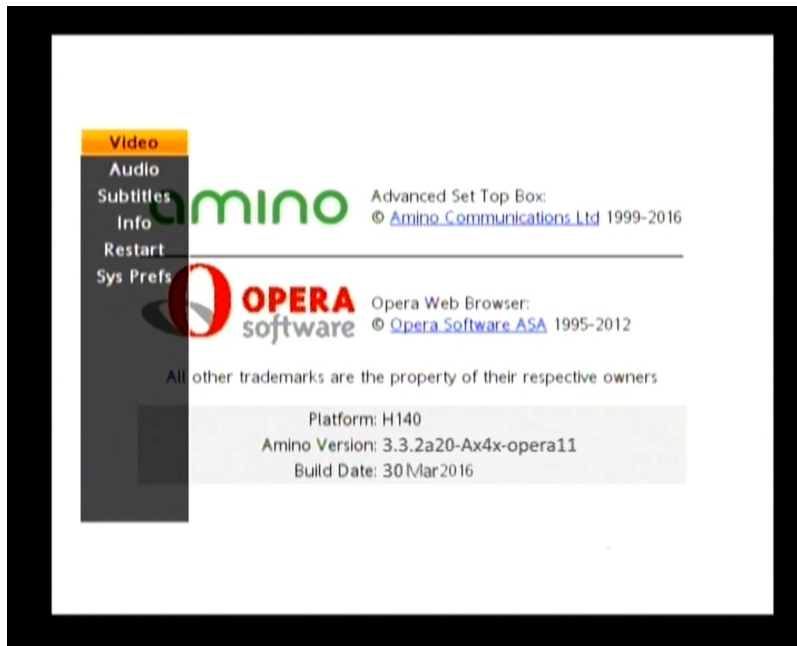 Video
Audio
Subtitles
Info
Restart
Sys Prefs
amino
Advanced Set Top Box:
© Amino Communications Ltd 1999-2016
OPERA
software
Opera Web Browser:
© Opera Software ASA 1995-2012
All other trademarks are the property of their respective owners
Platform: H140
Amino Version: 3.3.2a20-Ax4x-opera11
Build Date: 30 Mar 2016